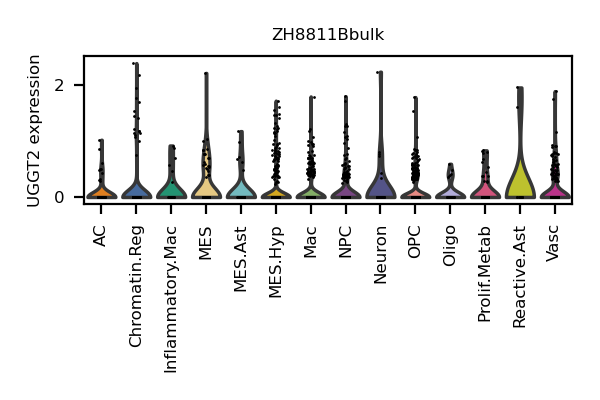 ZH8811Bbulk
UGGT2 expression
2
0
AC
Chromatin.Reg
Inflammatory.Mac
MES
MES.Ast
MES.Hyp
Mac
NPC
Neuron
OPC
Oligo
Prolif.Metab
Reactive.Ast
Vasc